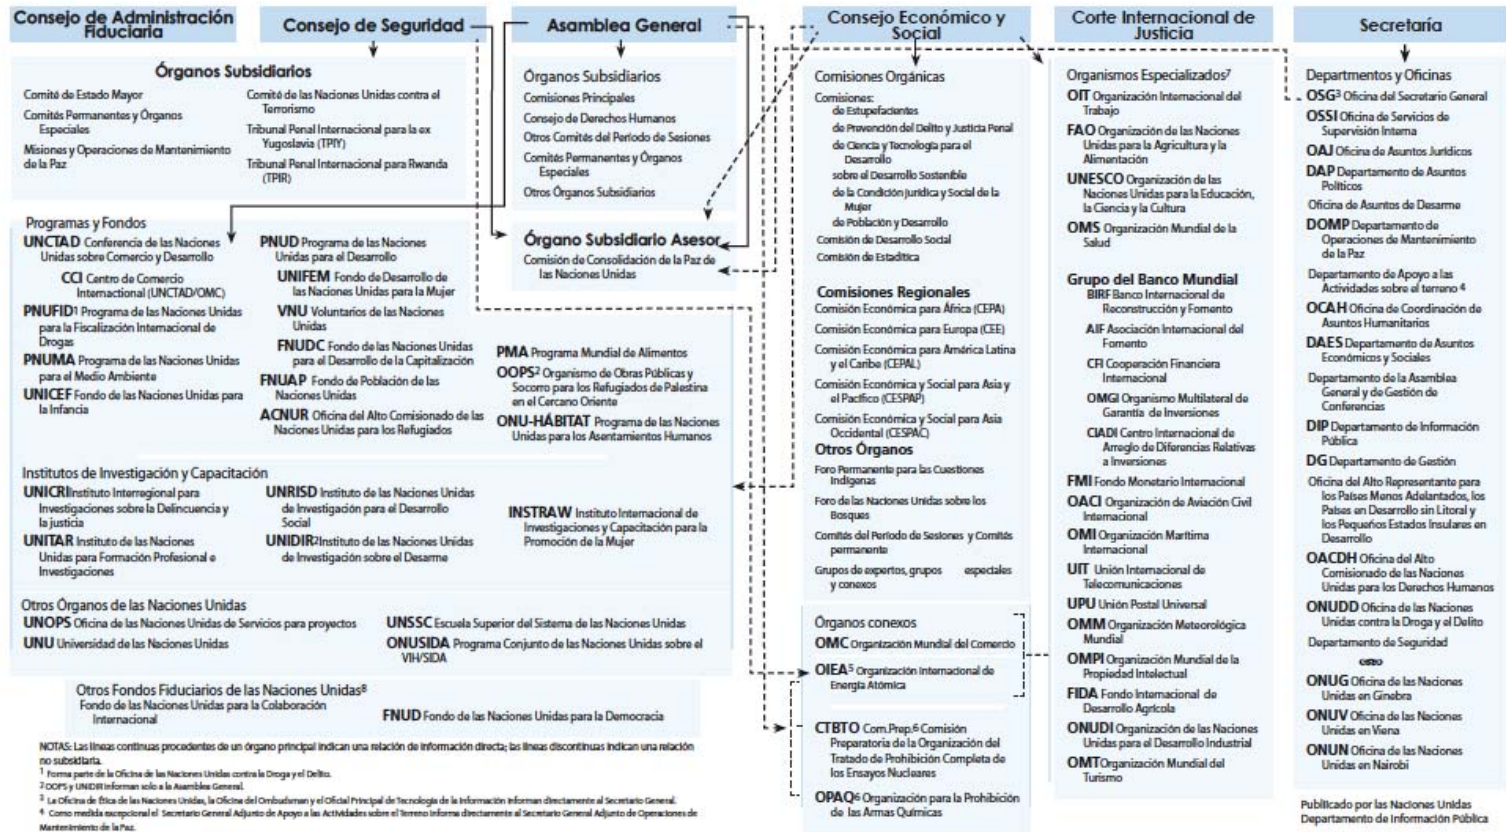 Consejo de Administración
Fiduciaria
Consejo de Seguridad
Asamblea General
Consejo Económico y
Social
Corte Internacional de
Justicia
Secretaría
Órganos Subsidiarios
Comité de Estado Mayor
Comités Permanentes y Órganos
Especiales
Misiones y Operaciones de Mantenimiento
de la Paz
Comité de las Naciones Unidas contra el
Terrorismo
Tribunal Penal Internacional para la ex
Yugoslavia (TPIY)
Tribunal Penal Internacional para Rwanda
(TPIR)
Órganos Subsidiarios
Comisiones Principales
Consejo de Derechos Humanos
Otros Comités del Período de Sesiones
Comités Permanentes y Órganos
Especiales
Otros Órganos Subsidiarios
Órgano Subsidiario Asesor
Comisión de Consolidación de la Paz de
las Naciones Unidas
Programas y Fondos
UNCTAD Conferencia de las Naciones
Unidas sobre Comercio y Desarrollo
CCI Centro de Comercio
Internactional (UNCTAD/OMC)
PNUFID¹ Programa de las Naciones Unidas
para la Fiscalización Internacional de
Drogas
PNUMA Programa de las Naciones Unidas
para el Medio Ambiente
UNICEF Fondo de las Naciones Unidas para
la Infancia
PNUD Programa de las Naciones
Unidas para el Desarrollo
UNIFEM Fondo de Desarrollo de
las Naciones Unidas para la Mujer
VNU Voluntarios de las Naciones
Unidas
FNUDC Fondo de las Naciones Unidas
para el Desarrollo de la Capitalización
FNUAP Fondo de Población de las
Naciones Unidas
ACNUR Oficina del Alto Comisionado de las
Naciones Unidas para los Refugiados
PMA Programa Mundial de Alimentos
OOPS² Organismo de Obras Públicas y
Socorro para los Refugiados de Palestina
en el Cercano Oriente
ONU-HÁBITAT Programa de las Naciones
Unidas para los Asentamientos Humanos
Institutos de Investigación y Capacitación
UNICRI Instituto Interregional para
Investigaciones sobre la Delincuencia y
la justicia
UNITAR Instituto de las Naciones
Unidas para Formación Profesional e
Investigaciones
UNRISD Instituto de las Naciones Unidas
de Investigación para el Desarrollo
Social
UNIDIR² Instituto de las Naciones Unidas
de Investigación sobre el Desarme
INSTRAW Instituto Internacional de
Investigaciones y Capacitación para la
Promoción de la Mujer
Otros Órganos de las Naciones Unidas
UNOPS Oficina de las Naciones Unidas de Servicios para proyectos
UNU Universidad de las Naciones Unidas
UNSSC Escuela Superior del Sistema de las Naciones Unidas
ONUSIDA Programa Conjunto de las Naciones Unidas sobre el
VIH/SIDA
Otros Fondos Fiduciarios de las Naciones Unidas⁸
Fondo de las Naciones Unidas para la Colaboración
Internacional
FNUD Fondo de las Naciones Unidas para la Democracia
Comisiones Orgánicas
Comisiones:
de Estupefacientes
de Prevención del Delito y Justicia Penal
de Ciencia y Tecnología para el
Desarrollo
sobre el Desarrollo Sostenible
de la Condición Jurídica y Social de la
Mujer
de Población y Desarrollo
Comisión de Desarrollo Social
Comisión de Estadítica
Comisiones Regionales
Comisión Económica para África (CEPA)
Comisión Económica para Europa (CEE)
Comisión Económica para América Latina
y el Caribe (CEPAL)
Comisión Económica y Social para Asia y
el Pacífico (CESPAP)
Comisión Económica y Social para Asia
Occidental (CESPAC)
Otros Órganos
Foro Permanente para las Cuestiones
Indígenas
Foro de las Naciones Unidas sobre los
Bosques
Comités del Período de Sesiones y Comités
permanente
Grupos de expertos, grupos especiales
y conexos
Órganos conexos
OMC Organización Mundial del Comercio
OIEA⁵ Organización Internacional de
Energía Atómica
CTBTO Com.Prep.⁶ Comisión
Preparatoria de la Organización del
Tratado de Prohibición Completa de
los Ensayos Nucleares
OPAQ⁶ Organización para la Prohibición
de las Armas Químicas
Organismos Especializados⁷
OIT Organización Internacional del
Trabajo
FAO Organización de las Naciones
Unidas para la Agricultura y la
Alimentación
UNESCO Organización de las
Naciones Unidas para la Educación,
la Ciencia y la Cultura
OMS Organización Mundial de la
Salud
Grupo del Banco Mundial
BIRF Banco Internacional de
Reconstrucción y Fomento
AIF Asociación Internacional del
Fomento
CFI Cooperación Financiera
Internacional
OMGI Organismo Multilateral de
Garantía de Inversiones
CIADI Centro Internacional de
Arreglo de Diferencias Relativas
a Inversiones
FMI Fondo Monetario Internacional
OACI Organización de Aviación Civil
Internacional
OMI Organización Marítima
Internacional
UIT Unión Internacional de
Telecomunicaciones
UPU Unión Postal Universal
OMM Organización Meteorológica
Mundial
OMPI Organización Mundial de la
Propiedad Intelectual
FIDA Fondo Internacional de
Desarrollo Agrícola
ONUDI Organización de las Naciones
Unidas para el Desarrollo Industrial
OMT Organización Mundial del
Turismo
Departmentos y Oficinas
OSG³ Oficina del Secretario General
OSSI Oficina de Servicios de
Supervisión Interna
OAJ Oficina de Asuntos Jurídicos
DAP Departamento de Asuntos
Políticos
Oficina de Asuntos de Desarme
DOMP Departamento de
Operaciones de Mantenimiento
de la Paz
Departamento de Apoyo a las
Actividades sobre el terreno ⁴
OCAH Oficina de Coordinación de
Asuntos Humanitarios
DAES Departamento de Asuntos
Económicos y Sociales
Departamento de la Asamblea
General y de Gestión de
Conferencias
DIP Departamento de Información
Pública
DG Departamento de Gestión
Oficina del Alto Representante para
los Países Menos Adelantados, los
Países en Desarrollo sin Litoral y
los Pequeños Estados Insulares en
Desarrollo
OACDH Oficina del Alto
Comisionado de las Naciones
Unidas para los Derechos Humanos
ONUDD Oficina de las Naciones
Unidas contra la Droga y el Delito
Departamento de Seguridad
ONUG Oficina de las Naciones
Unidas en Ginebra
ONUV Oficina de las Naciones
Unidas en Viena
ONUN Oficina de las Naciones
Unidas en Nairobi
NOTAS: Las líneas continuas procedentes de un órgano principal indican una relación de información directa; las líneas discontinuas indican una relación
no subsidiaria.
¹ Forma parte de la Oficina de las Naciones Unidas contra la Droga y el Delito.
² OOPS y UNIDIR informan solo a la Asamblea General.
³ La Oficina de Ética de las Naciones Unidas, la Oficina del Ombudsman y el Oficial Principal de Tecnología de la Información informan directamente al Secretario General.
⁴ Como medida excepcional el Secretario General Adjunto de Apoyo a las Actividades sobre el Terreno informa directamente al Secretario General Adjunto de Operaciones de
Mantenimiento de la Paz.
Publlicado por las Naciones Unidas
Departamento de Información Pública